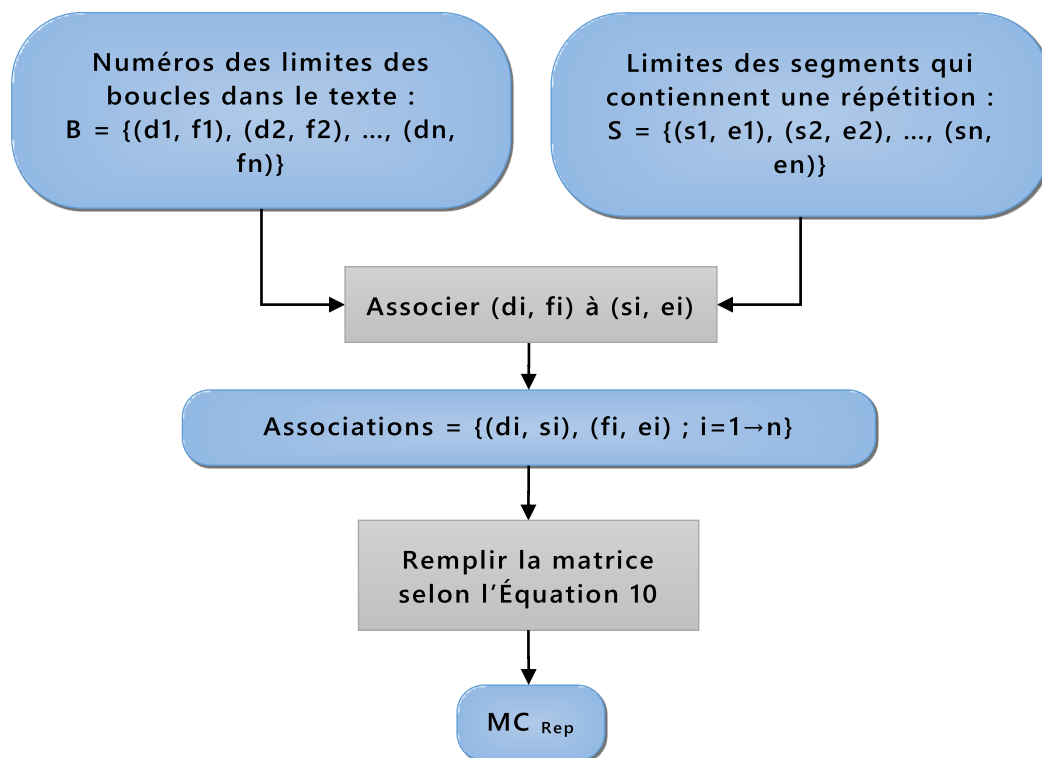 Numéros des limites des
boucles dans le texte :
B = {(d1, f1), (d2, f2), ..., (dn,
fn)}
Limites des segments qui
contiennent une répétition :
S = {(s1, e1), (s2, e2), ..., (sn,
en)}
Associer (di, fi) à (si, ei)
Associations = {(di, si), (fi, ei) ; i=1→n}
Remplir la matrice
selon l’Équation 10
MC Rep